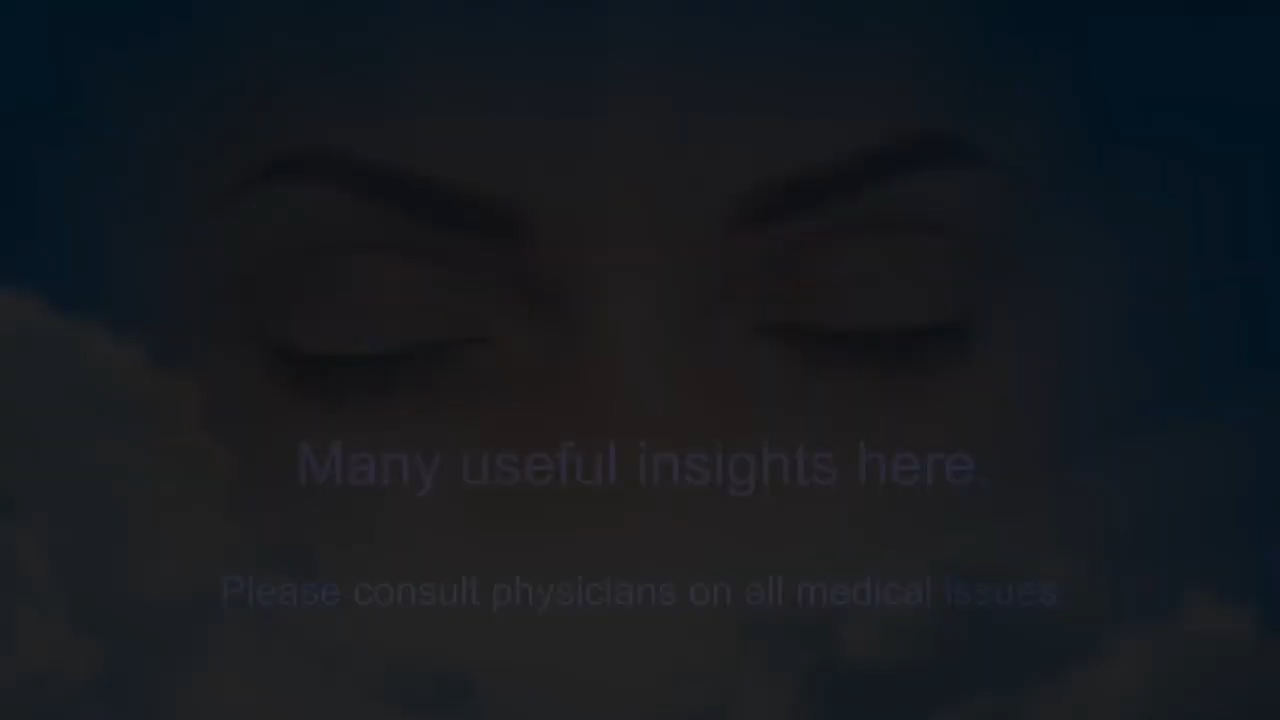 Many useful insights here.
Please consult physicians on all medical issues.